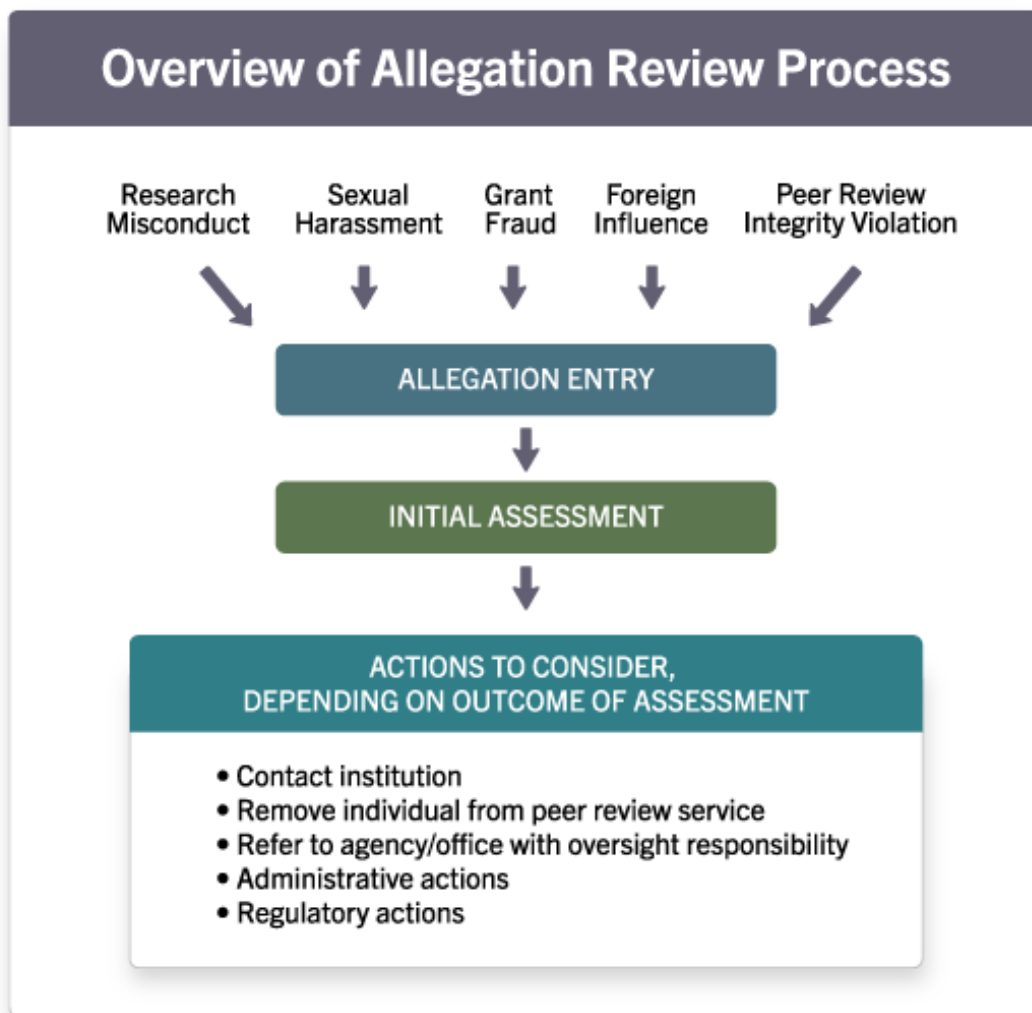 Overview of Allegation Review Process
Research
Misconduct
Sexual
Harassment
Grant
Fraud
Foreign
Influence
Peer Review
Integrity Violation
ALLEGATION ENTRY
INITIAL ASSESSMENT
ACTIONS TO CONSIDER,
DEPENDING ON OUTCOME OF ASSESSMENT
• Contact institution
• Remove individual from peer review service
• Refer to agency/office with oversight responsibility
• Administrative actions
• Regulatory actions